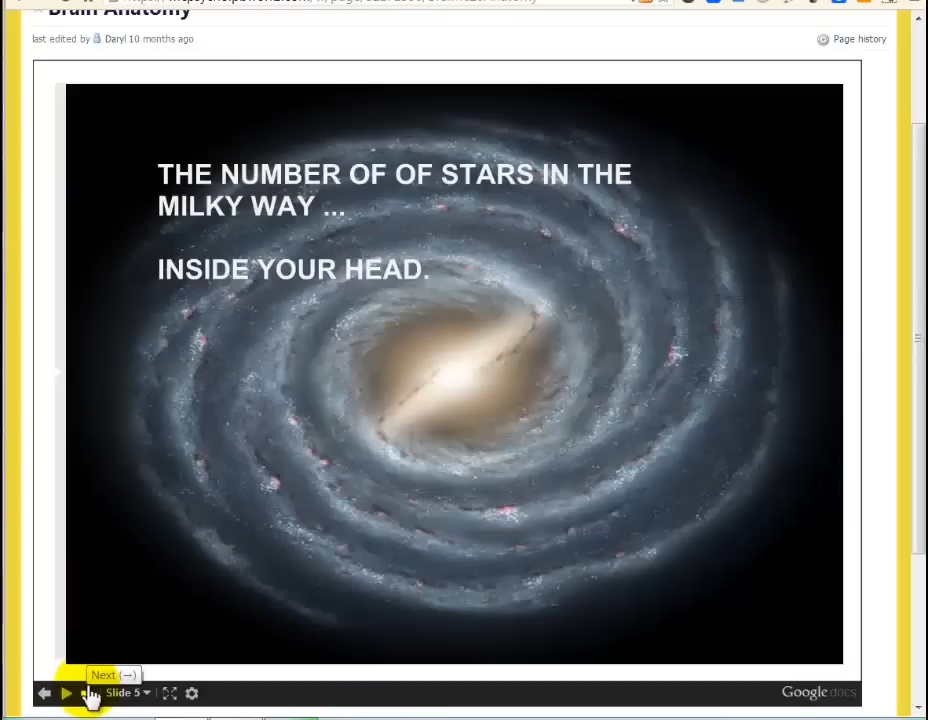 Brain Anatomy
last edited by Daryl 10 months ago
Page history
THE NUMBER OF OF STARS IN THE
MILKY WAY ...
INSIDE YOUR HEAD.
Next (→)
Slide 5
Google docs